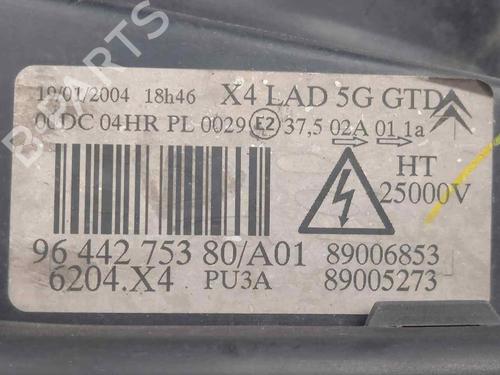 19/01/2004 18h46 X4 LAD 5G GTD
00DC 04HR PL 0029 E2 37,5 02A 01 1a
HT
25000V
96 442 753 80/A01 89006853
6204.X4 PU3A 89005273
B PARTS